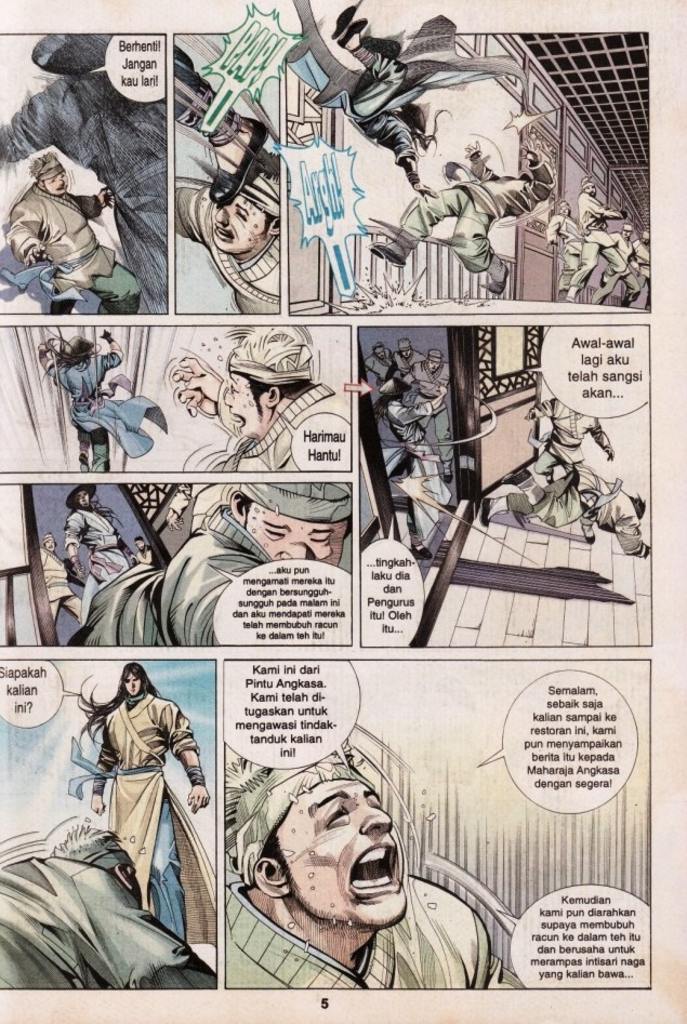 Berhenti!
Jangan
kau lari!
Argh!
Harimau
Hantu!
Awal-awal
lagi aku
telah sangsi
akan...
...tingkah-
laku dia
dan
Pengurus
itu! Oleh
itu...
...aku pun
mengamati mereka itu
dengan bersungguh-
sungguh pada malam ini
dan aku mendapati mereka
telah membubuh racun
ke dalam teh itu!
Siapakah
kalian
ini?
Kami ini dari
Pintu Angkasa.
Kami telah di-
tugaskan untuk
mengawasi tindak-
tanduk kalian
ini!
Semalam,
sebaik saja
kalian sampai ke
restoran ini, kami
pun menyampaikan
berita itu kepada
Maharaja Angkasa
dengan segera!
Kemudian
kami pun diarahkan
supaya membubuh
racun ke dalam teh itu
dan berusaha untuk
merampas intisari naga
yang kalian bawa...
5